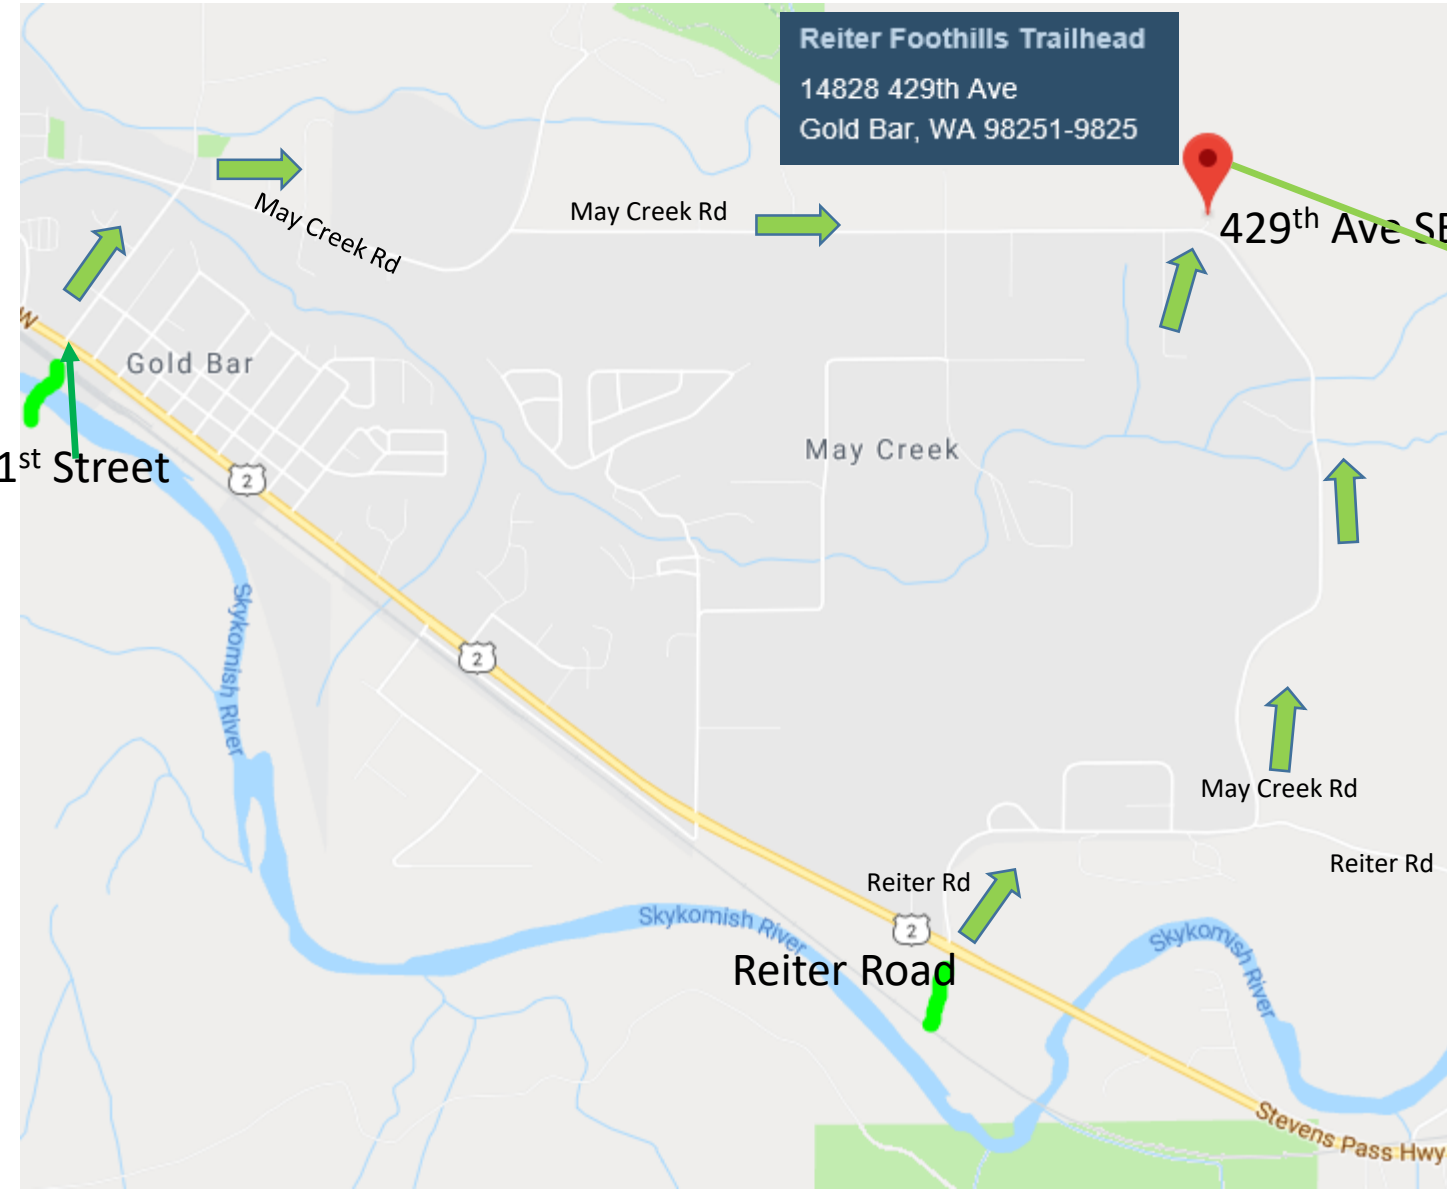 Reiter Foothills Trailhead
14828 429th Ave
Gold Bar, WA 98251-9825
May Creek Rd
May Creek Rd
429th Ave SE
W
Gold Bar
May Creek
1st Street
2
Skykomish River
2
May Creek Rd
Reiter Rd
Reiter Rd
2
Skykomish River
Skykomish River
Reiter Road
Stevens Pass Hwy